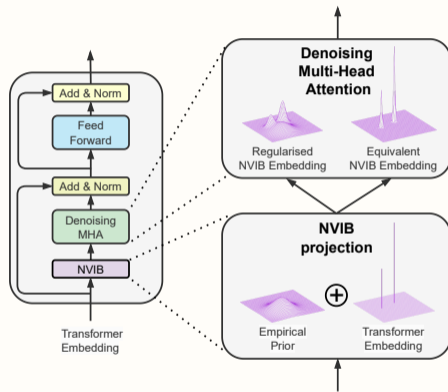 Add & Norm
Feed
Forward
Add & Norm
Denoising
MHA
NVIB
Transformer
Embedding
Denoising
Multi-Head
Attention
Regularised
NVIB Embedding
Equivalent
NVIB Embedding
NVIB
projection
Empirical
Prior
Transformer
Embedding